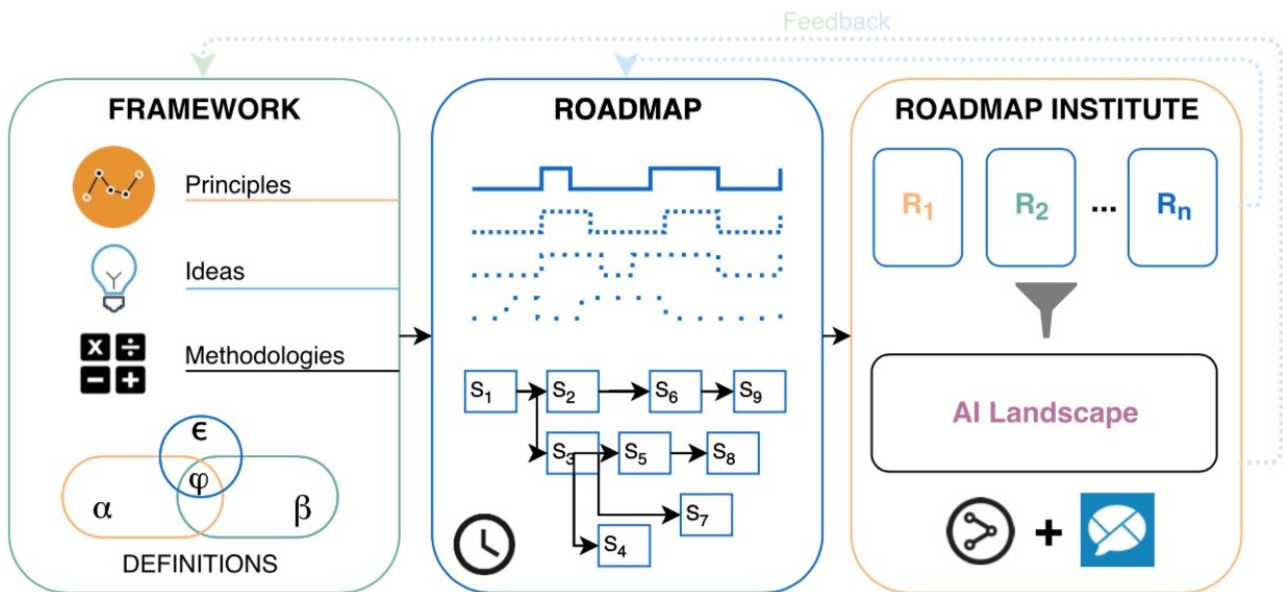 Feedback
FRAMEWORK
Principles
Ideas
Methodologies
ϵ
φ
α
β
DEFINITIONS
ROADMAP
S1
S2
S6
S9
S3
S5
S8
S7
S4
ROADMAP INSTITUTE
R1
R2
...
Rn
AI Landscape
+